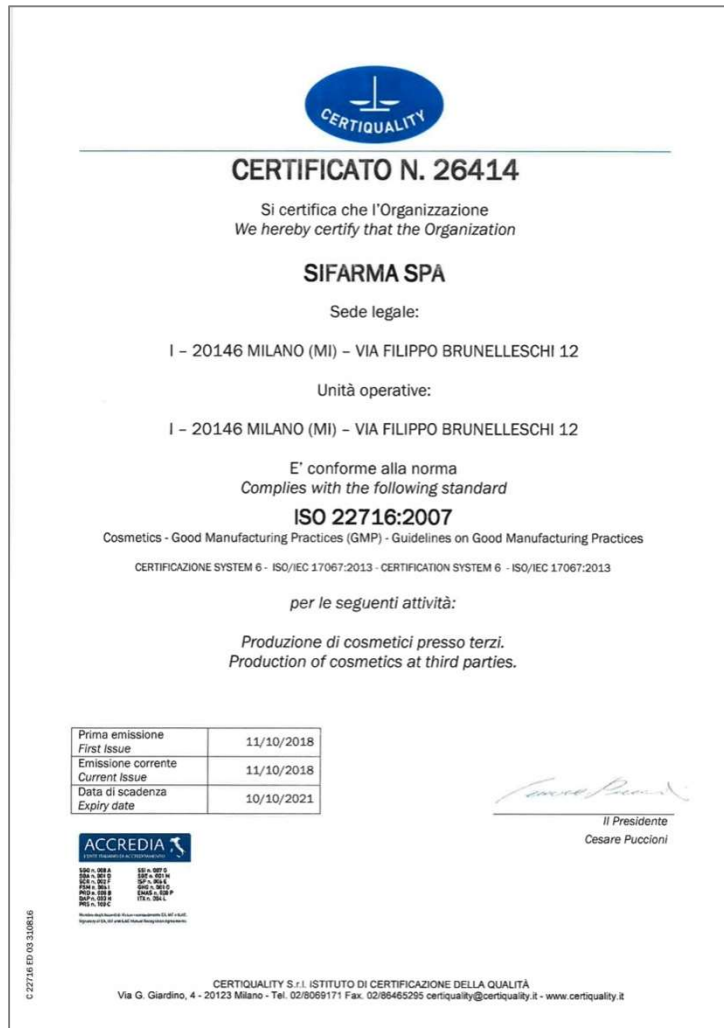 CERTIQUALITY
CERTIFICATO N. 26414
Si certifica che l'Organizzazione
We hereby certify that the Organization
SIFARMA SPA
Sede legale:
I – 20146 MILANO (MI) – VIA FILIPPO BRUNELLESCHI 12
Unità operative:
I – 20146 MILANO (MI) – VIA FILIPPO BRUNELLESCHI 12
E' conforme alla norma
Complies with the following standard
ISO 22716:2007
Cosmetics - Good Manufacturing Practices (GMP) - Guidelines on Good Manufacturing Practices
CERTIFICAZIONE SYSTEM 6 - ISO/IEC 17067:2013 - CERTIFICATION SYSTEM 6 - ISO/IEC 17067:2013
per le seguenti attività:
Produzione di cosmetici presso terzi.
Production of cosmetics at third parties.
Prima emissione
First Issue
11/10/2018
Emissione corrente
Current Issue
11/10/2018
Data di scadenza
Expiry date
10/10/2021
Il Presidente
Cesare Puccioni
ACCREDIA
C 22716 ED 03 310816
CERTIQUALITY S.r.l. ISTITUTO DI CERTIFICAZIONE DELLA QUALITÀ
Via G. Giardino, 4 - 20123 Milano - Tel. 02/8069171 Fax. 02/86465295 certiquality@certiquality.it - www.certiquality.it